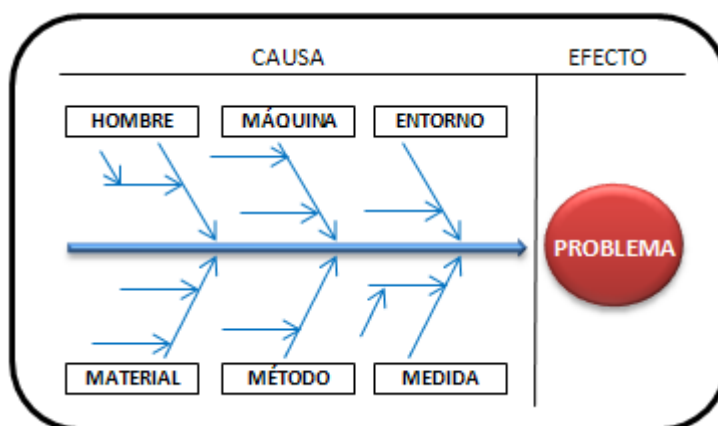 CAUSA EFECTO
HOMBRE MÁQUINA ENTORNO
PROBLEMA
MATERIAL MÉTODO MEDIDA